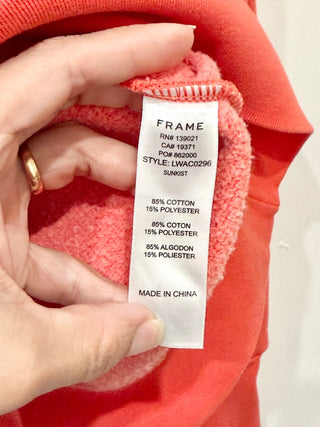 FRAME
RN# 139021
CA# 19371
PO# 862000
STYLE: LWAC0296
SUNKIST
85% COTTON
15% POLYESTER
85% COTON
15% POLYESTER
85% ALGODON
15% POLIESTER
MADE IN CHINA